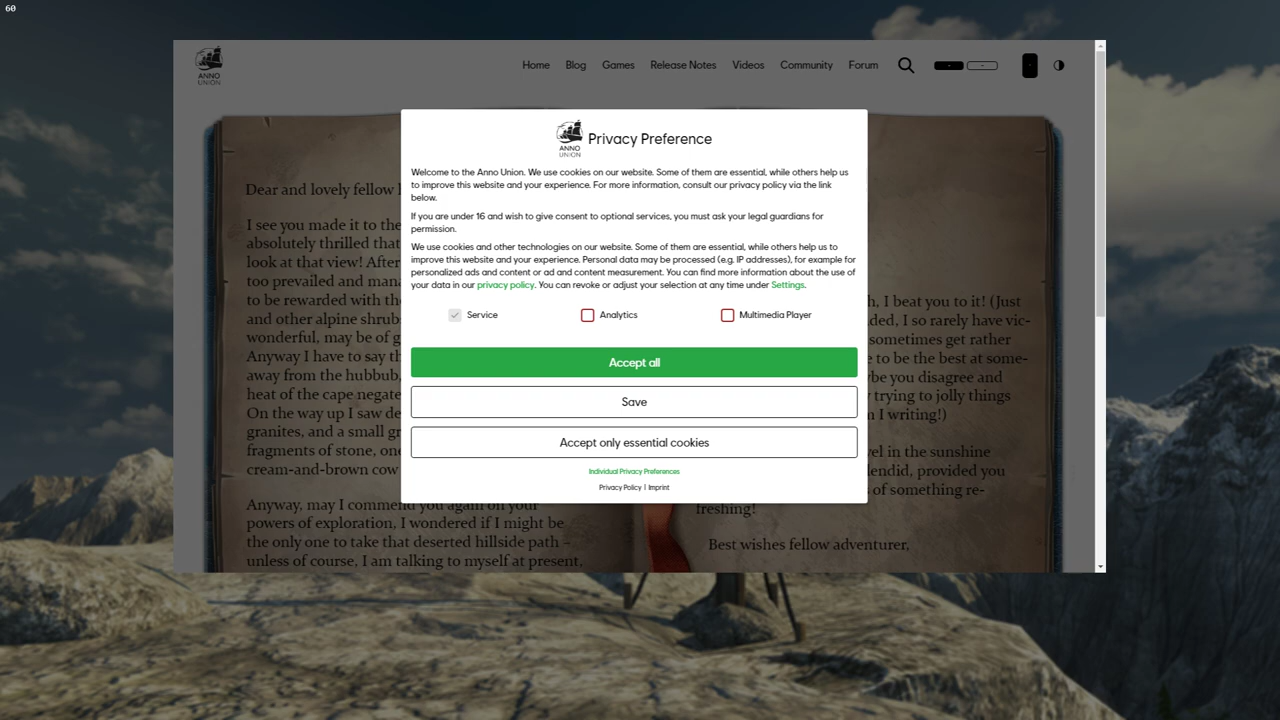 60
ANNO
UNION
Home Blog Games Release Notes Videos Community Forum
ANNO
UNION
Privacy Preference
Welcome to the Anno Union. We use cookies on our website. Some of them are essential, while others help us
to improve this website and your experience. For more information, consult our privacy policy via the link
below.
If you are under 16 and wish to give consent to optional services, you must ask your legal guardians for
permission.
We use cookies and other technologies on our website. Some of them are essential, while others help us to
improve this website and your experience. Personal data may be processed (e.g. IP addresses), for example for
personalized ads and content or ad and content measurement. You can find more information about the use of
your data in our privacy policy. You can revoke or adjust your selection at any time under Settings.
Service Analytics Multimedia Player
Accept all
Save
Accept only essential cookies
Individual Privacy Preferences
Privacy Policy | Imprint
Dear and lovely fellow
I see you made it to the
absolutely thrilled that
look at that view! After
too prevailed and
to be rewarded with
and other alpine
wonderful, may be of
Anyway I have to say
away from the hubbub,
heat of the cape
On the way up I saw
granites, and a small
fragments of stone,
cream-and-brown cow
Anyway, may I commend you again on your
powers of exploration, I wondered if I might be
the only one to take that deserted hillside path –
unless of course, I am talking to myself at present,
I beat you to it! (Just
I so rarely have vic-
sometimes get rather
to be the best at some-
you disagree and
trying to jolly things
I writing!)
in the sunshine
provided you
of something re-
freshing!
Best wishes fellow adventurer,